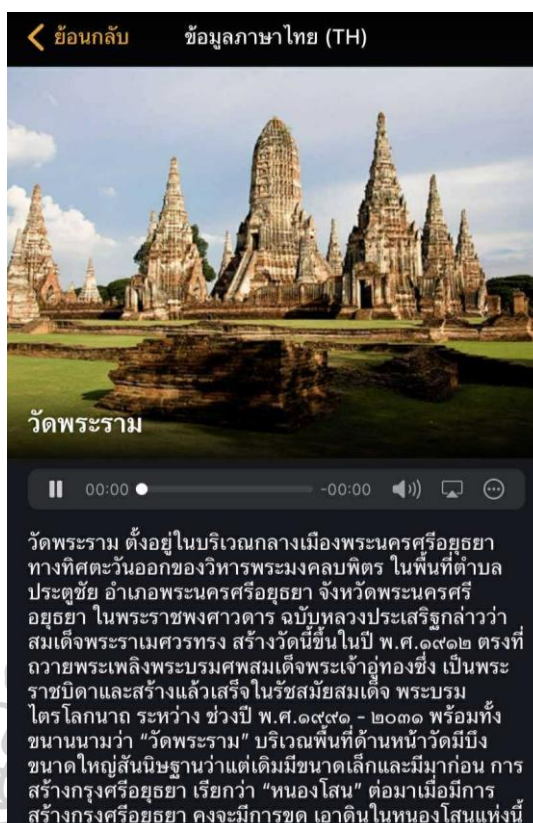 ย้อนกลับ ข้อมูลภาษาไทย (TH)
วัดพระราม
00:00 -00:00
วัดพระราม ตั้งอยู่ในบริเวณกลางเมืองพระนครศรีอยุธยา
ทางทิศตะวันออกของวิหารพระมงคลบพิตร ในพื้นที่ตำบล
ประตูชัย อำเภอพระนครศรีอยุธยา จังหวัดพระนครศรี
อยุธยา ในพระราชพงศาวดาร ฉบับหลวงประเสริฐกล่าวว่า
สมเด็จพระราเมศวรทรง สร้างวัดนี้ขึ้นในปี พ.ศ.๑๙๑๒ ตรงที่
ถวายพระเพลิงพระบรมศพสมเด็จพระเจ้าอู่ทองซึ่ง เป็นพระ
ราชบิดาและสร้างแล้วเสร็จในรัชสมัยสมเด็จ พระบรม
ไตรโลกนาถ ระหว่าง ช่วงปี พ.ศ.๑๙๙๑ - ๒๐๓๑ พร้อมทั้ง
ขนานนามว่า “วัดพระราม” บริเวณพื้นที่ด้านหน้าวัดมีบึง
ขนาดใหญ่สันนิษฐานว่าแต่เดิมมีขนาดเล็กและมีมาก่อน การ
สร้างกรุงศรีอยุธยา เรียกว่า “หนองโสน” ต่อมาเมื่อมีการ
สร้างกรุงศรีอยุธยา คงจะมีการขุด เอาดินในหนองโสนแห่งนี้